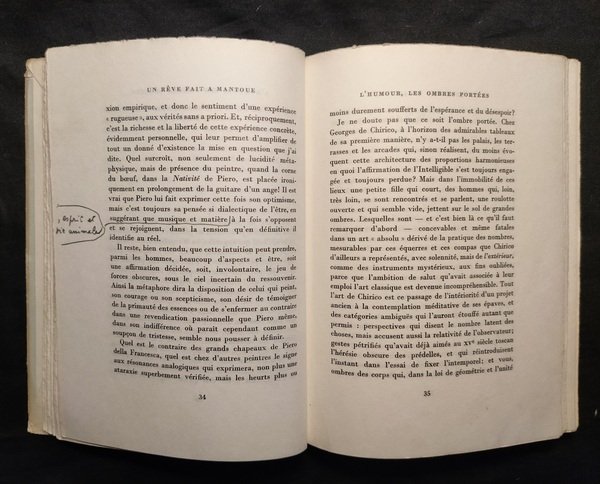 UN RÊVE FAIT A MANTOUE
xion empirique, et donc le sentiment d'une expérience
« rugueuse », aux vérités sans a priori. Et, réciproquement,
c'est la richesse et la liberté de cette expérience concrète,
évidemment personnelle, qui leur permet d'amplifier de
tout un donné d'existence la mise en question que j'ai
dite. Quel surcroît, non seulement de lucidité méta-
physique, mais de présence du peintre, quand la corne
du bœuf, dans la Nativité de Piero, est placée ironi-
quement en prolongement de la guitare d'un ange! Il est
vrai que Piero lui fait exprimer cette fois son optimisme,
mais c'est toujours sa pensée si dialectique de l'être, en
suggérant que musique et matière à la fois s'opposent
et se rejoignent, dans la tension qu'en définitive il
identifie au réel.
Il reste, bien entendu, que cette intuition peut prendre,
parmi les hommes, beaucoup d'aspects et être, soit
une affirmation décidée, soit, involontaire, le jeu de
forces obscures, sous le ciel incertain du ressouvenir.
Ainsi la métaphore dira la disposition de celui qui peint,
son courage ou son scepticisme, son désir de témoigner
de la primauté des essences ou de s'enfermer au contraire
dans une revendication passionnelle que Piero même,
dans son indifférence où paraît cependant comme un
soupçon de tristesse, semble nous pousser à définir.
Quel est le contraire des grands chapeaux de Piero
della Francesca, quel est chez d'autres peintres le signe
aux résonances analogiques qui exprimera, non plus une
ataraxie superbement vérifiée, mais les heurts plus ou
34
, esprit et
vie animale
L'HUMOUR, LES OMBRES PORTÉES
moins durement soufferts de l'espérance et du désespoir?
Je ne doute pas que ce soit l'ombre portée. Chez
Georges de Chirico, à l'horizon des admirables tableaux
de sa première manière, n'y a-t-il pas les palais, les ter-
rasses et les arcades qui, sinon réalisent, du moins évo-
quent cette architecture des proportions harmonieuses
en quoi l'affirmation de l'Intelligible s'est toujours enga-
gée et toujours perdue? Mais dans l'immobilité de ces
lieux une petite fille qui court, des hommes qui, loin,
très loin, se sont rencontrés et se parlent, une roulotte
ouverte et qui semble vide, jettent sur le sol de grandes
ombres. Lesquelles sont — et c'est bien là ce qu'il faut
remarquer d'abord — concevables et même fatales
dans un art « absolu » dérivé de la pratique des nombres,
mesurables par ces équerres et ces compas que Chirico
d'ailleurs a représentés, avec solennité, mais de l'extérieur,
comme des instruments mystérieux, aux fins oubliées,
parce que l'ambition de salut qu'avait associée à leur
emploi l'art classique est devenue incompréhensible. Tout
l'art de Chirico est ce passage de l'intériorité d'un projet
ancien à la contemplation méditative de ses épaves, et
des catégories ambiguës qui l'auront étouffé autant que
permis : perspectives qui disent le nombre latent des
choses, mais accusent aussi la relativité de l'observateur;
gestes pétrifiés qu'avait déjà aimés au XVe siècle toscan
l'hérésie obscure des prédelles, et qui réintroduisent
l'instant dans l'essai de fixer l'intemporel; et vous,
ombres des corps qui, dans la loi de géométrie et l'unité
35